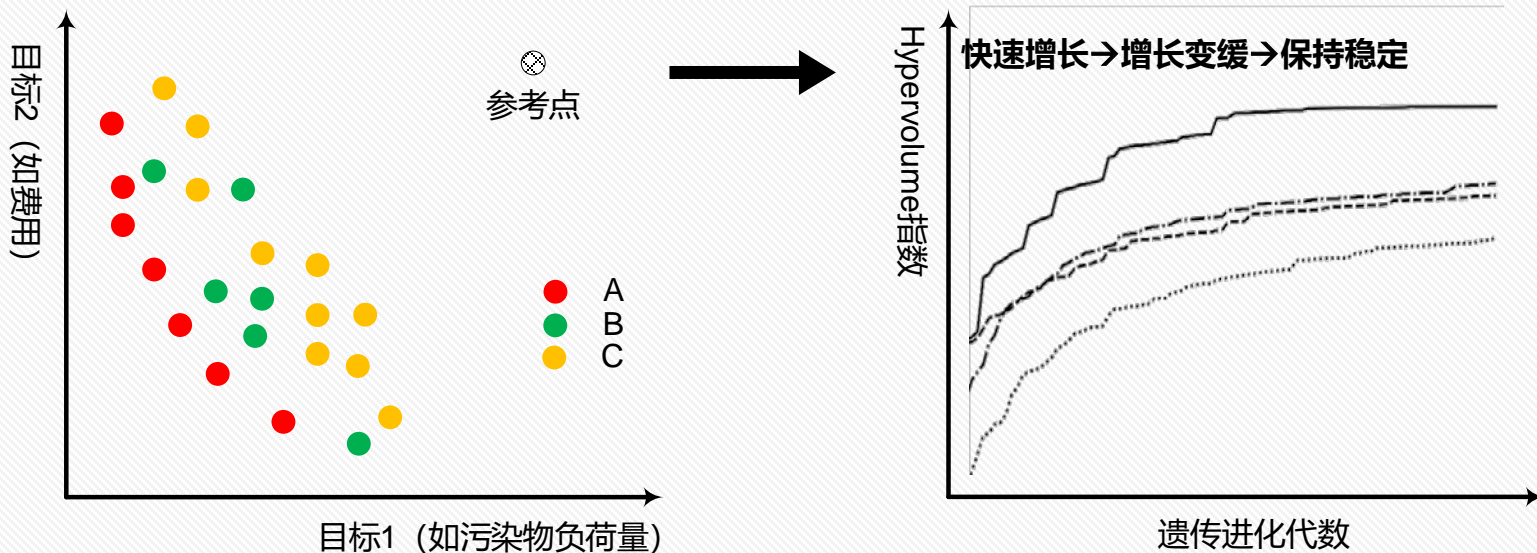 目标2（如费用）
参考点
A
B
C
目标1（如污染物负荷量）
Hypervolume指数
快速增长→增长变缓→保持稳定
遗传进化代数